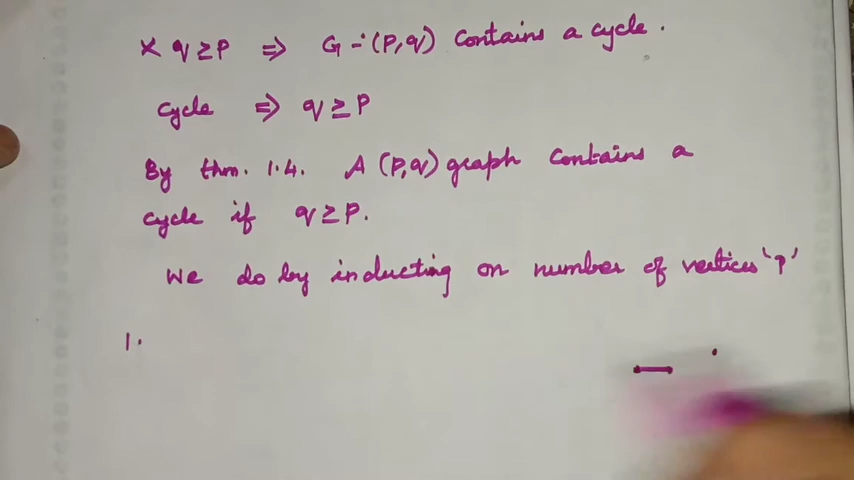 × q ≥ p ⇒ G - (p,q) contains a cycle.
cycle ⇒ q ≥ p
By thm. 1.4. A (p,q) graph contains a
cycle if q ≥ p.
We do by inducting on number of vertices 'p'
1.